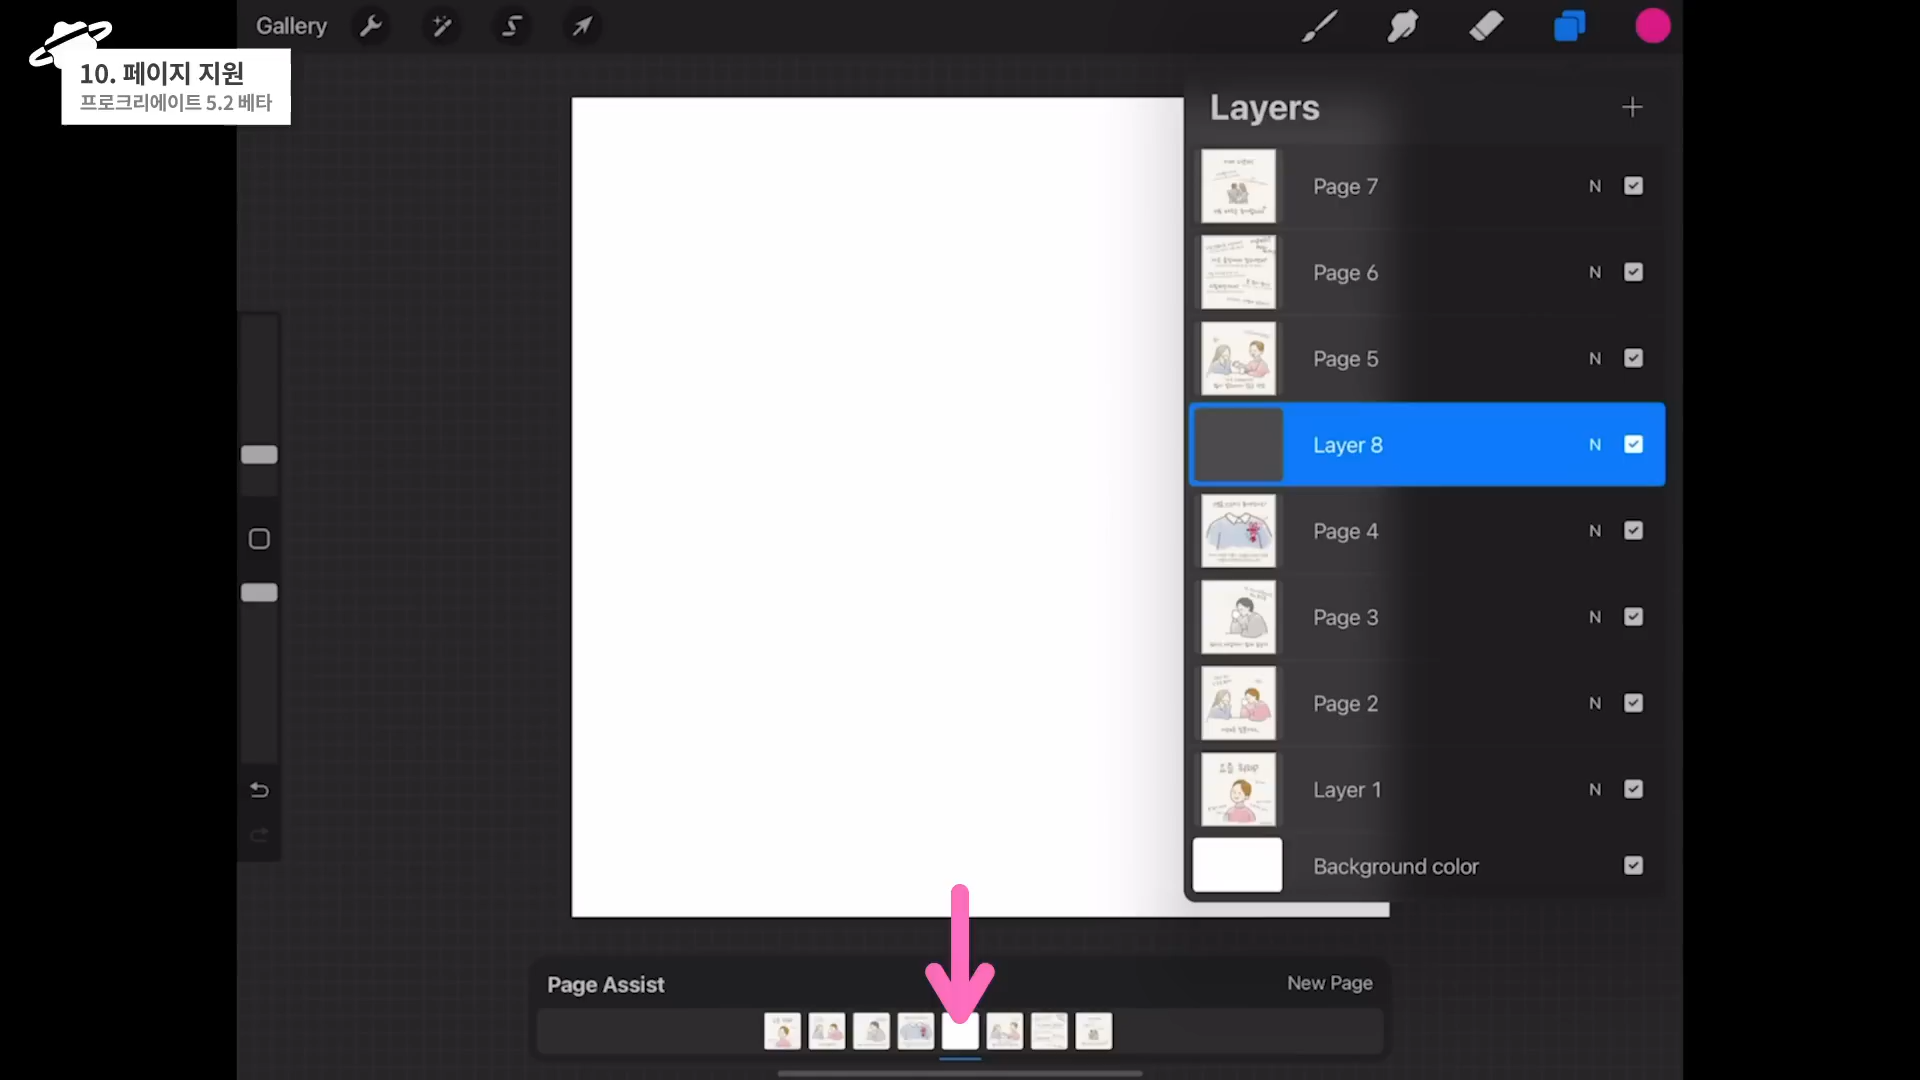 Gallery
10. 페이지 지원
프로크리에이트 5.2 베타
Layers
Page 7 N
Page 6 N
Page 5 N
Layer 8 N
Page 4 N
Page 3 N
Page 2 N
Layer 1 N
Background color
Page Assist
New Page